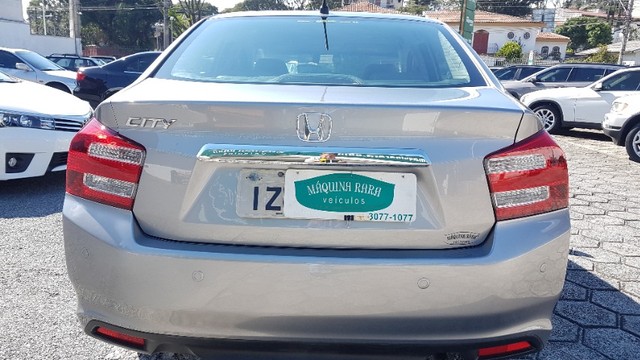 CITY
IZ
MÁQUINA RARA
veículos
3077-1077